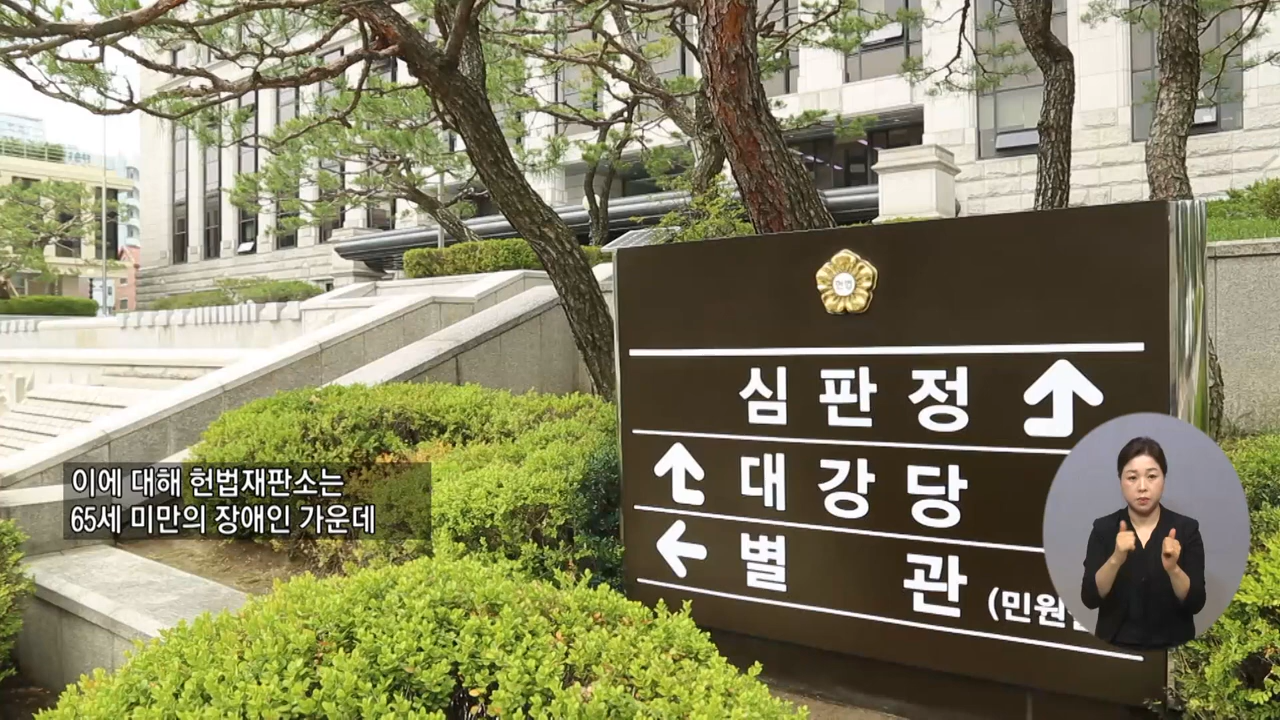 헌법
심판정
대강당
별관 (민원
이에 대해 헌법재판소는
65세 미만의 장애인 가운데